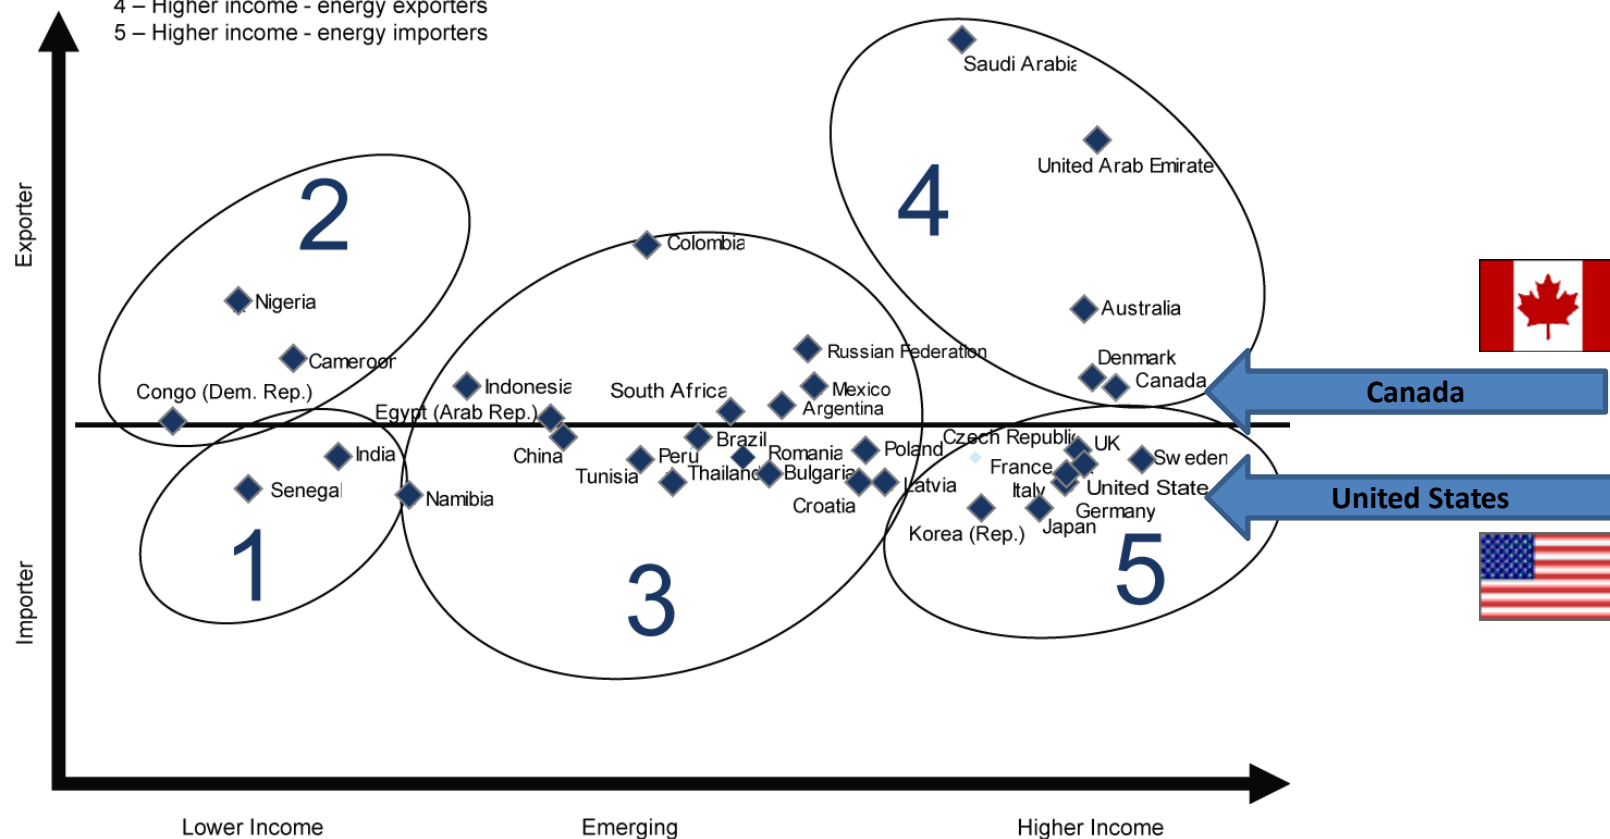 4 – Higher income - energy exporters
5 – Higher income - energy importers
Saudi Arabia
United Arab Emirate
4
2
Exporter
Colombia
Nigeria
Australia
Cameroon
Russian Federation
Denmark
Canada
Canada
Congo (Dem. Rep.)
Indonesia
South Africa
Mexico
Argentina
Egypt (Arab Rep.)
Czech Republic
UK
Brazil
Poland
India
China
Peru
Romania
France
Sweden
Tunisia
Thailand
Bulgaria
Latvia
Italy
United State
United States
Senegal
Namibia
Croatia
Germany
Korea (Rep.)
Japan
1
3
5
Importer
Lower Income
Emerging
Higher Income